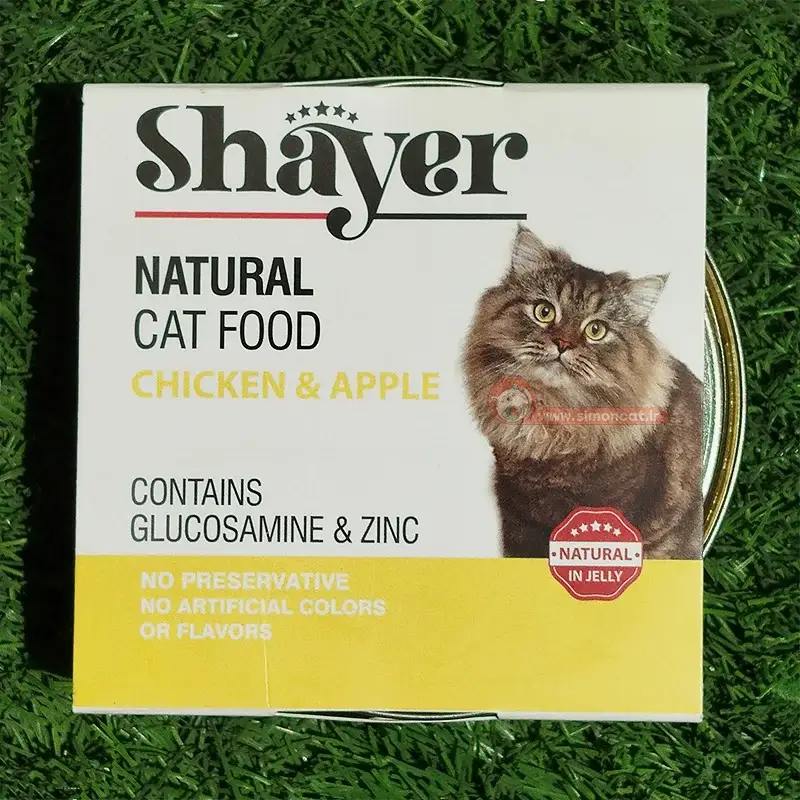 Shayer
NATURAL
CAT FOOD
CHICKEN & APPLE
www.simoncat.ir
CONTAINS
GLUCOSAMINE & ZINC
NATURAL
IN JELLY
NO PRESERVATIVE
NO ARTIFICIAL COLORS
OR FLAVORS